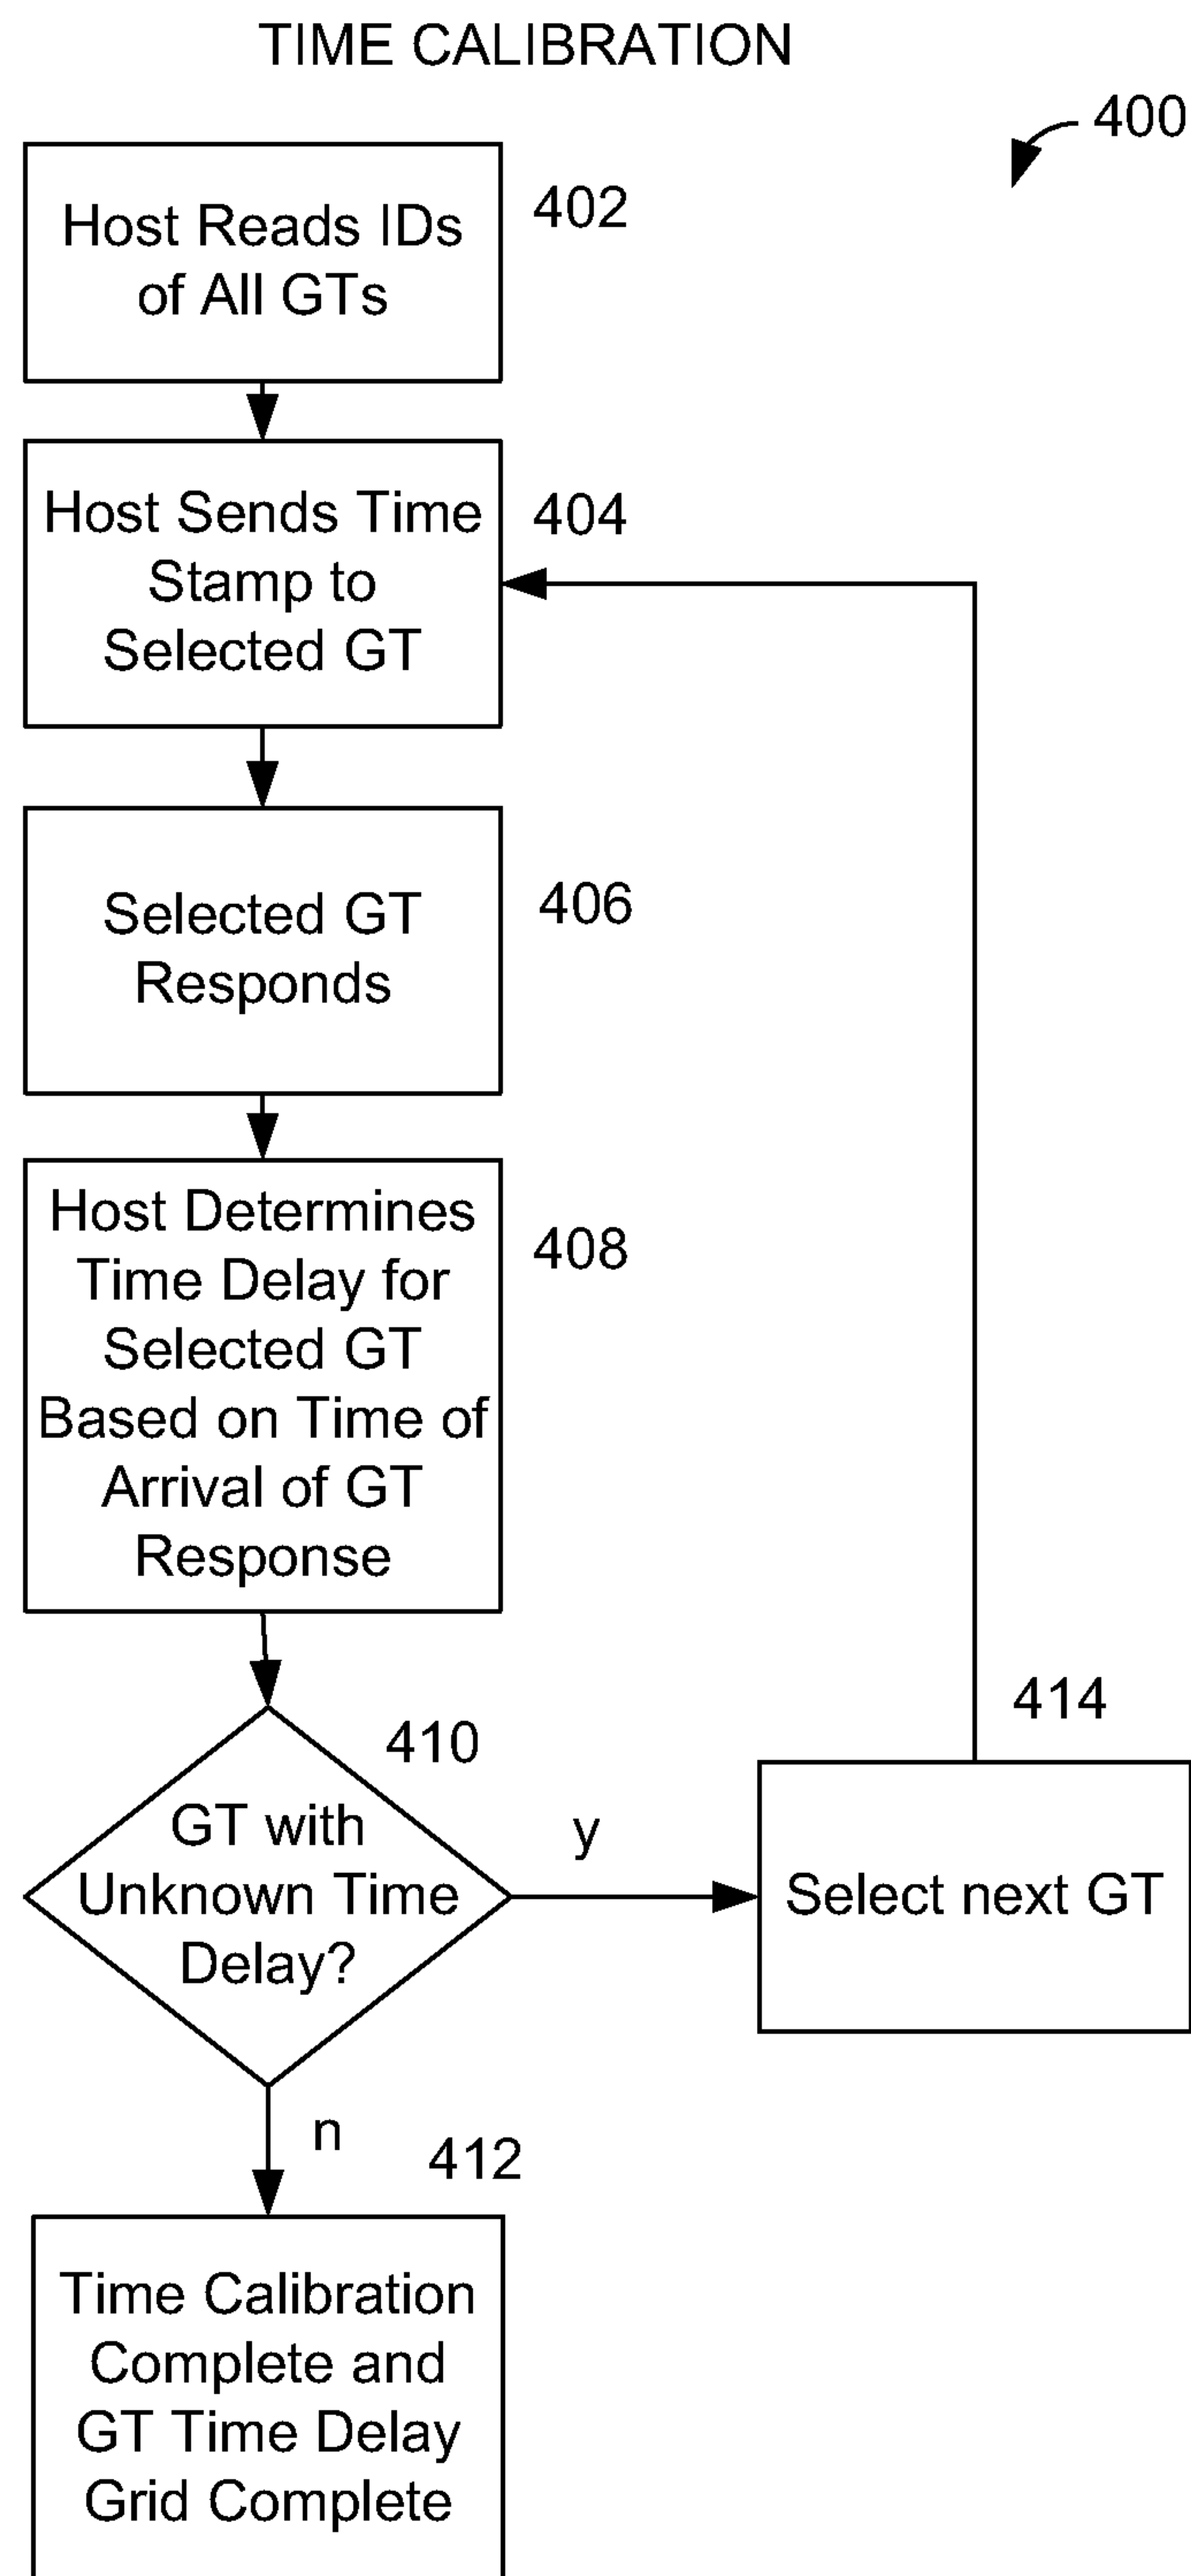 TIME CALIBRATION
400
Host Reads IDs
of All GTs
402
Host Sends Time
Stamp to
Selected GT
404
Selected GT
Responds
406
Host Determines
Time Delay for
Selected GT
Based on Time of
Arrival of GT
Response
408
GT with
Unknown Time
Delay?
410
y
Select next GT
414
n
412
Time Calibration
Complete and
GT Time Delay
Grid Complete